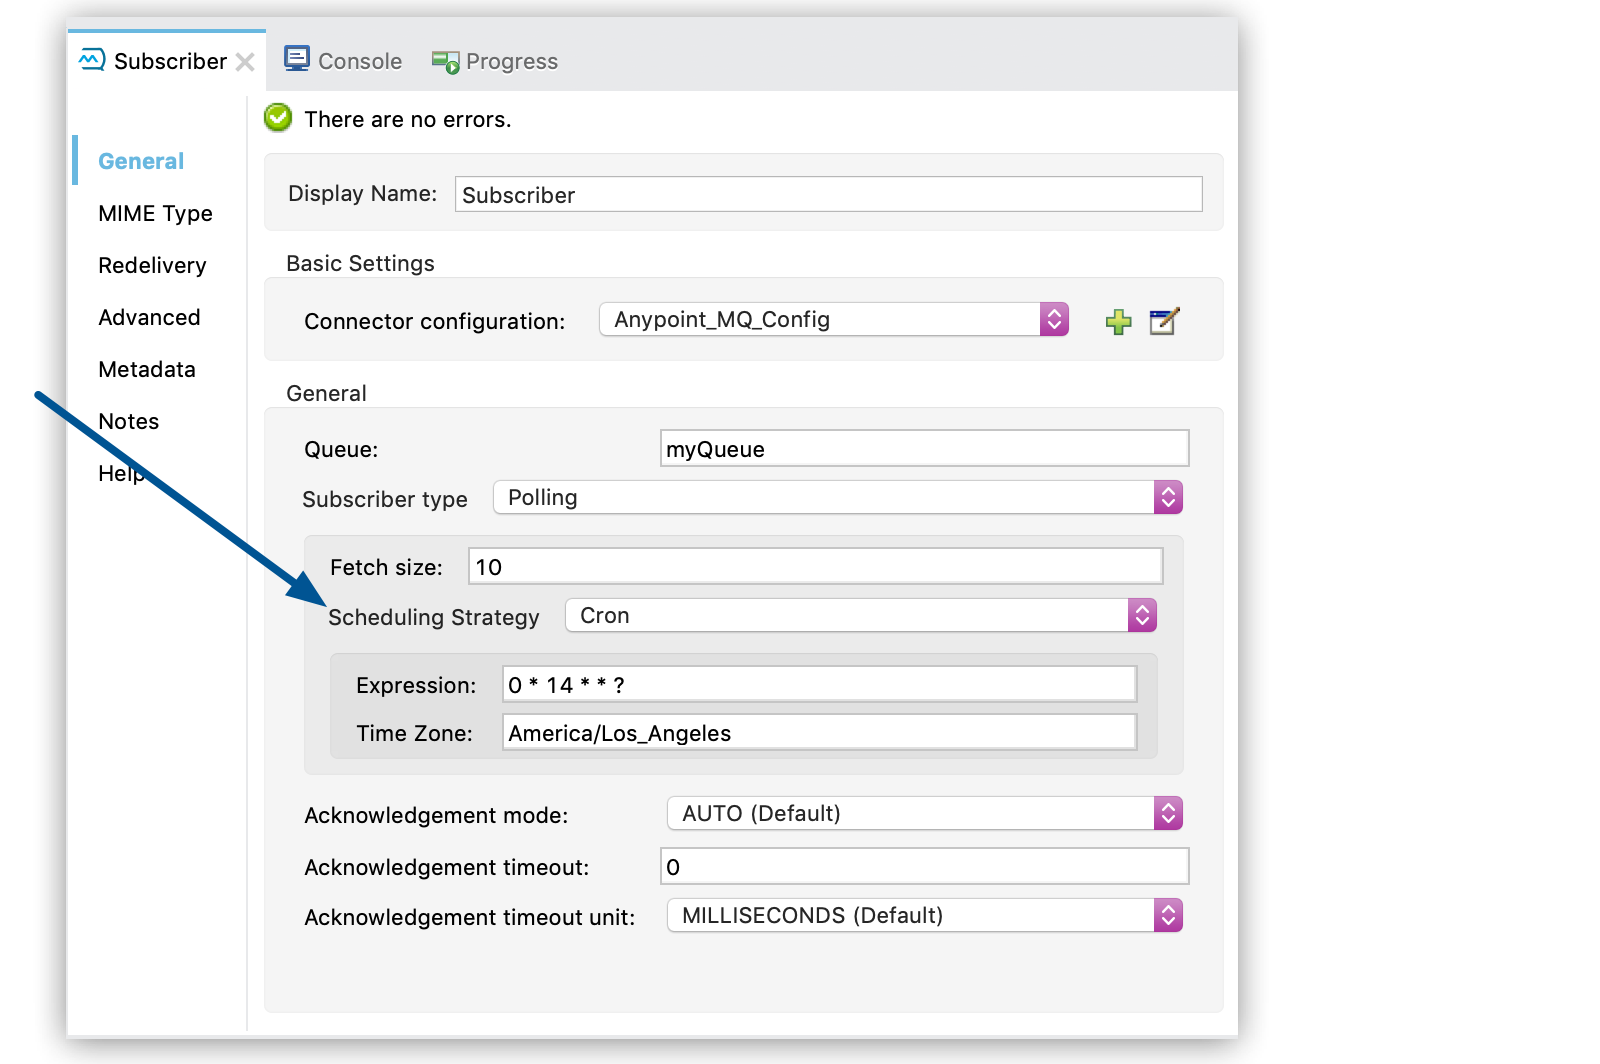 Subscriber
Console
Progress
There are no errors.
General
MIME Type
Redelivery
Advanced
Metadata
Notes
Help
Display Name: Subscriber
Basic Settings
Connector configuration: Anypoint_MQ_Config
General
Queue: myQueue
Subscriber type Polling
Fetch size: 10
Scheduling Strategy Cron
Expression: 0 * 14 * * ?
Time Zone: America/Los_Angeles
Acknowledgement mode: AUTO (Default)
Acknowledgement timeout: 0
Acknowledgement timeout unit: MILLISECONDS (Default)